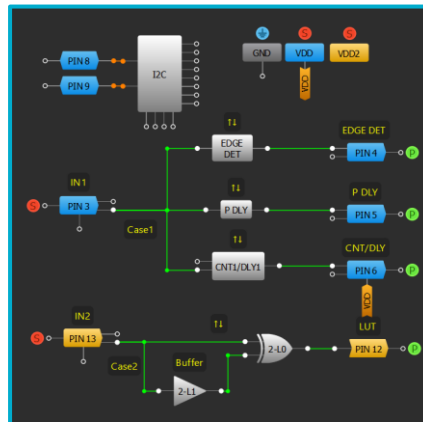 PIN 8
I2C
PIN 9
S
S
GND
VDD
VDD2
VDD
↑↓
EDGE DET
EDGE
DET
PIN 4
P
IN1
↑↓
P DLY
S
PIN 3
P DLY
PIN 5
P
Case1
↑↓
CNT/DLY
CNT1/DLY1
PIN 6
P
VDD
IN2
↑↓
LUT
S
PIN 13
2-L0
PIN 12
P
Case2
Buffer
2-L1